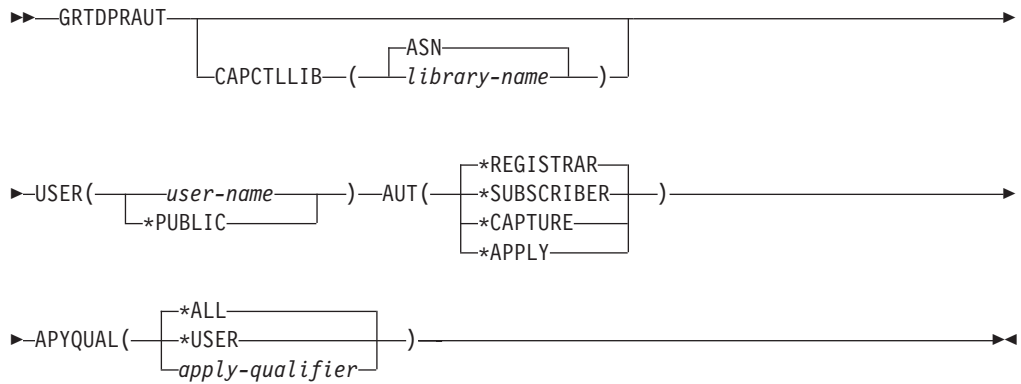 GRTDPRAUT
ASN
CAPCTLLIB ( library-name )
*REGISTRAR
USER( user-name ) AUT( *SUBSCRIBER )
*PUBLIC *CAPTURE
*APPLY
*ALL
APYQUAL( *USER )
apply-qualifier